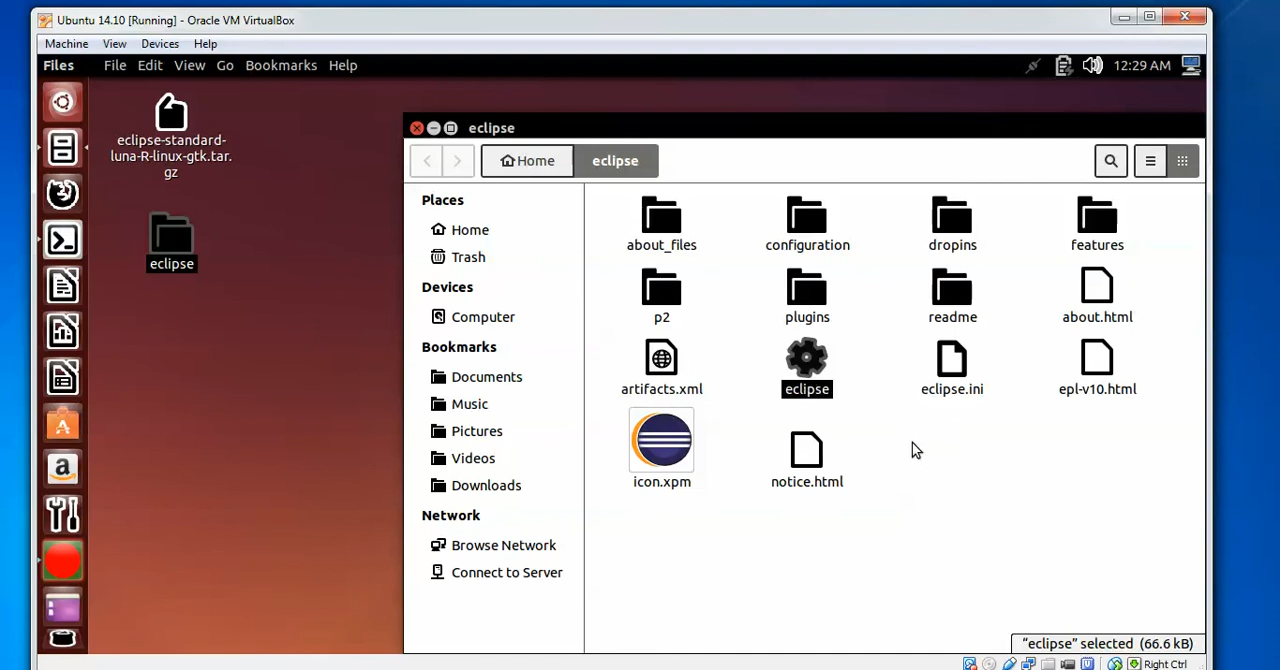 Ubuntu 14.10 [Running] - Oracle VM VirtualBox
Machine View Devices Help
Files File Edit View Go Bookmarks Help 12:29 AM
eclipse-standard-
luna-R-linux-gtk.tar.
gz
eclipse
eclipse
Home eclipse
Places
Home
Trash
Devices
Computer
Bookmarks
Documents
Music
Pictures
Videos
Downloads
Network
Browse Network
Connect to Server
about_files configuration dropins features
p2 plugins readme about.html
artifacts.xml eclipse eclipse.ini epl-v10.html
icon.xpm notice.html
"eclipse" selected (66.6 kB)
Right Ctrl